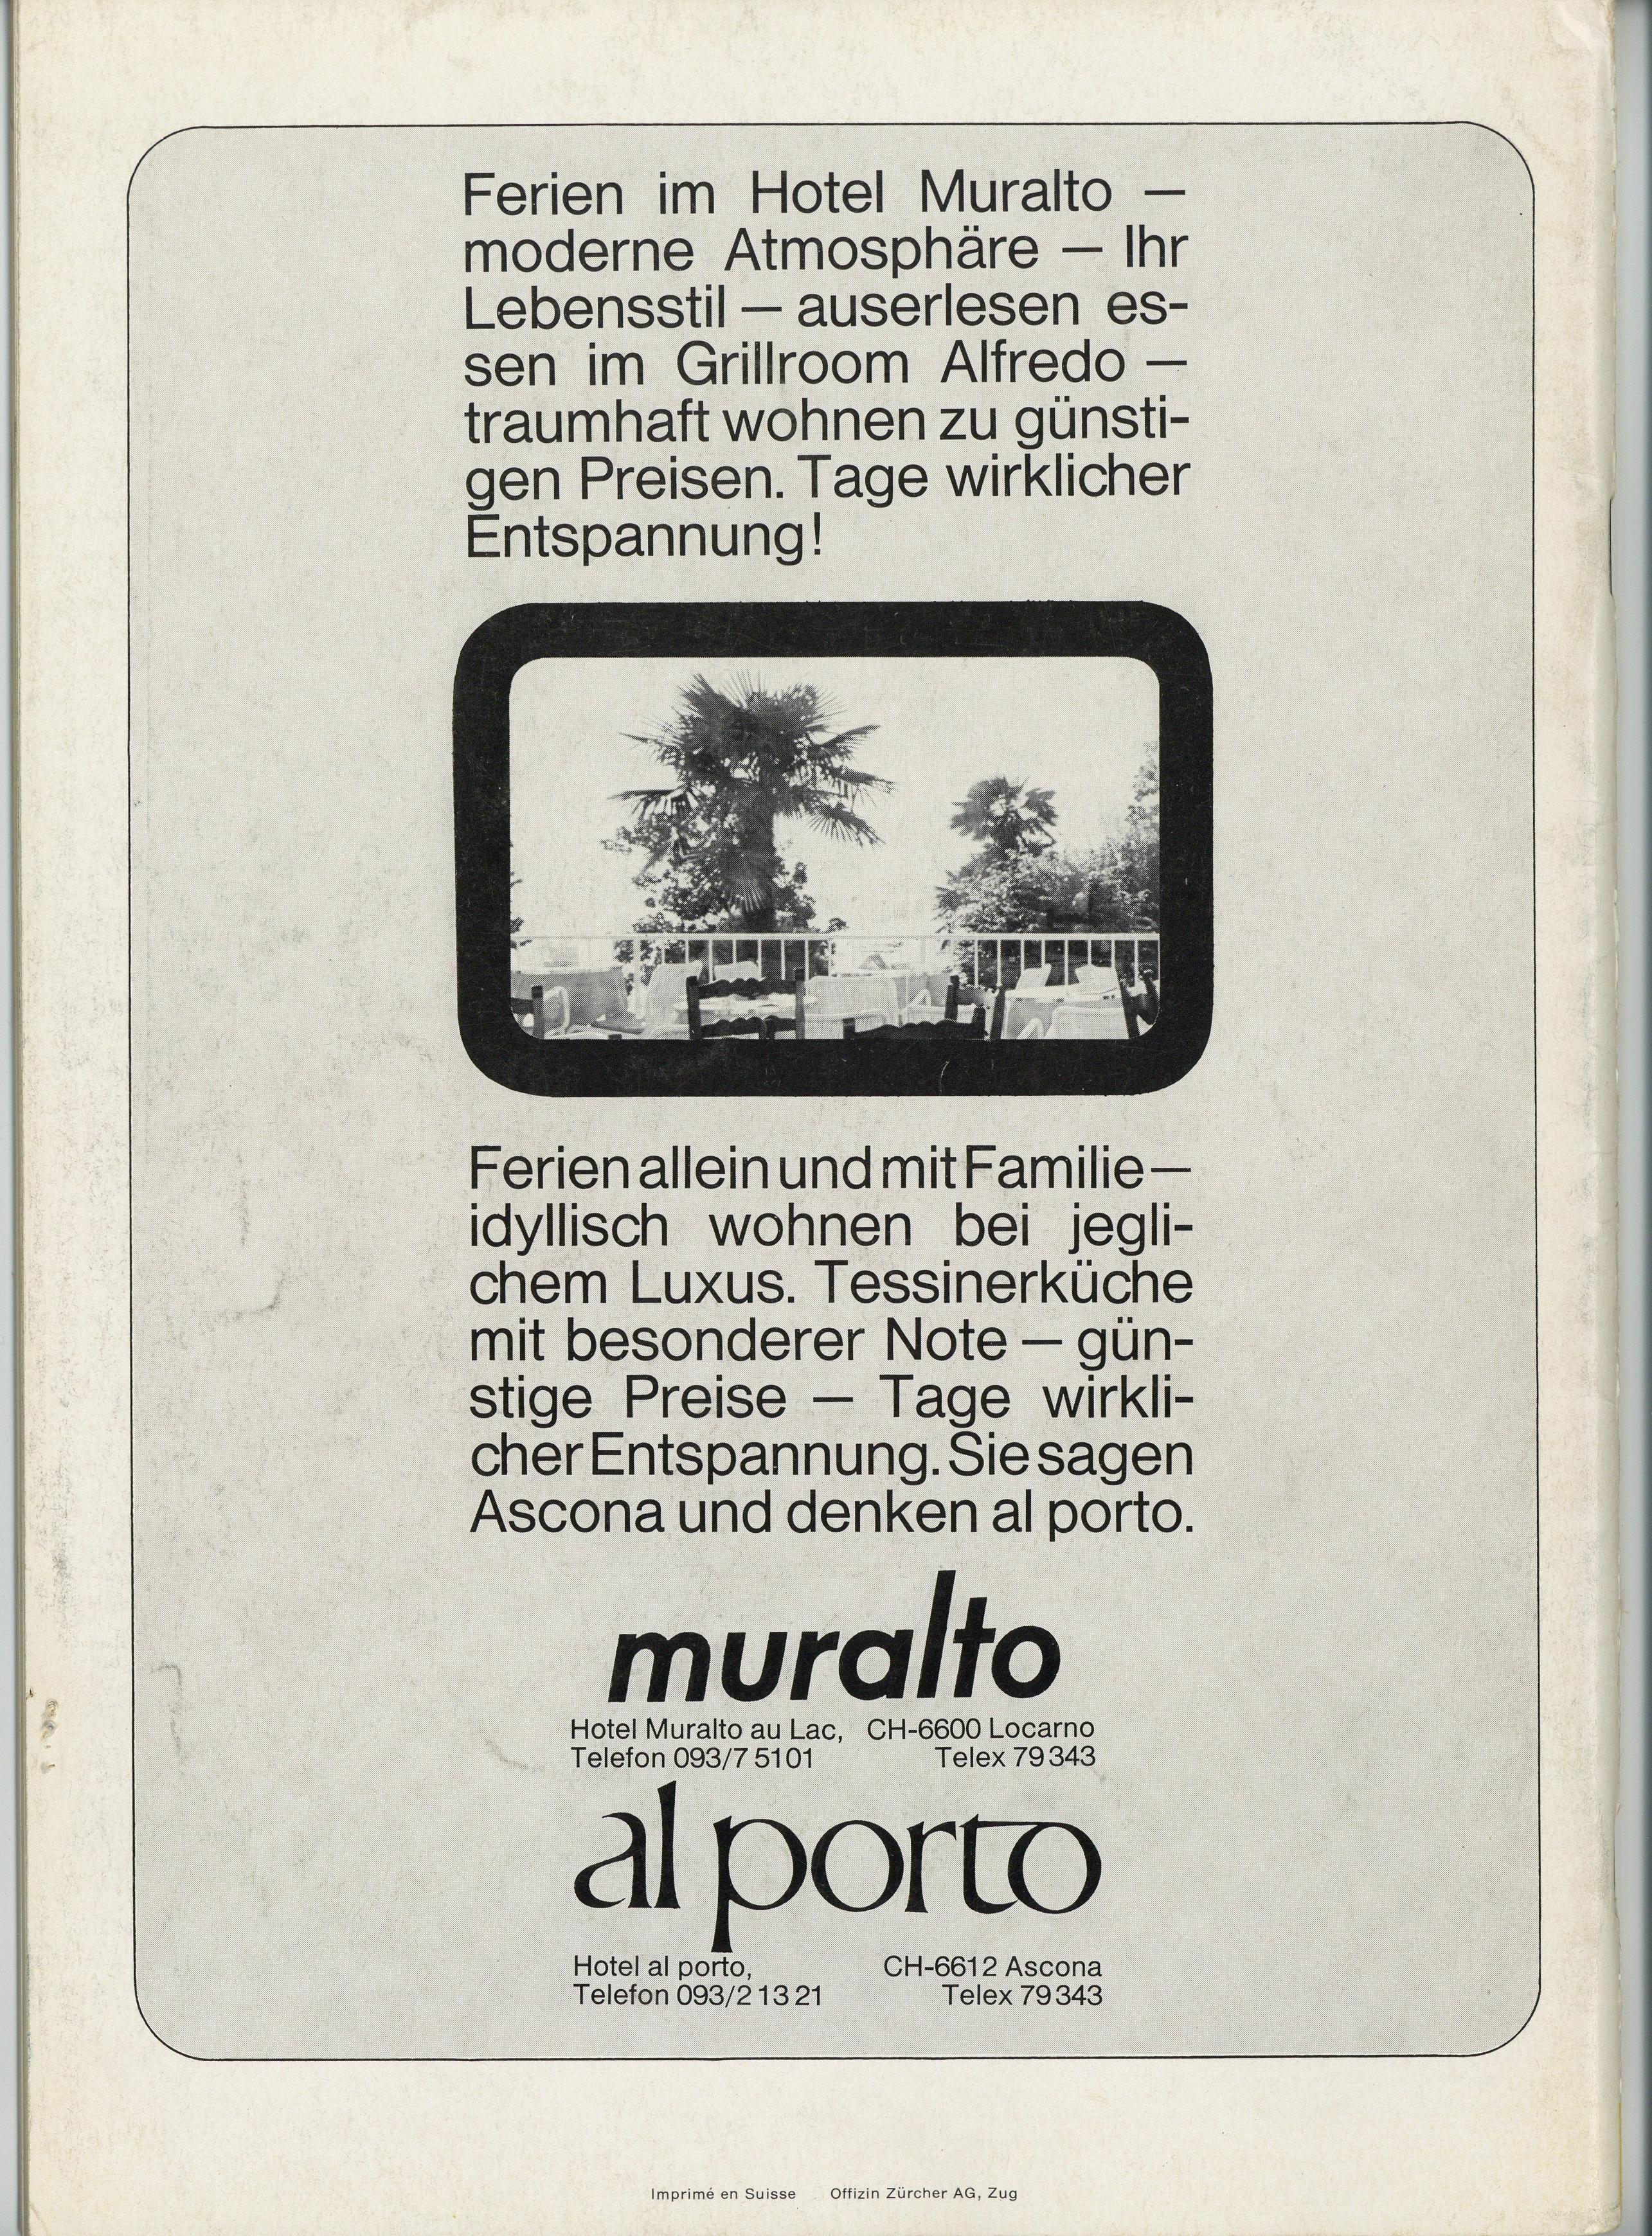 Ferien im Hotel Muralto —
moderne Atmosphäre — Ihr
Lebensstil — auserlesen es-
sen im Grillroom Alfredo —
traumhaft wohnen zu günsti-
gen Preisen. Tage wirklicher
Entspannung!
Ferien allein und mit Familie —
idyllisch wohnen bei jegli-
chem Luxus. Tessinerküche
mit besonderer Note — gün-
stige Preise — Tage wirkli-
cher Entspannung. Sie sagen
Ascona und denken al porto.
muralto
Hotel Muralto au Lac, CH-6600 Locarno
Telefon 093/7 51 01 Telex 79 343
al porto
Hotel al porto, CH-6612 Ascona
Telefon 093/2 13 21 Telex 79 343
Imprimé en Suisse Offizin Zürcher AG, Zug